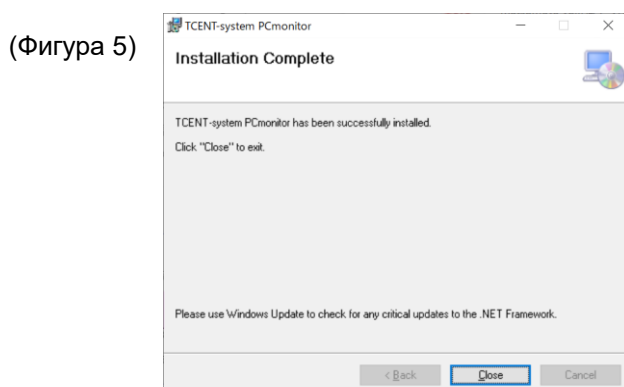 (Фигура 5)
TCENT-system PCmonitor
Installation Complete
TCENT-system PCmonitor has been successfully installed.
Click "Close" to exit.
Please use Windows Update to check for any critical updates to the .NET Framework.
< Back
Close
Cancel